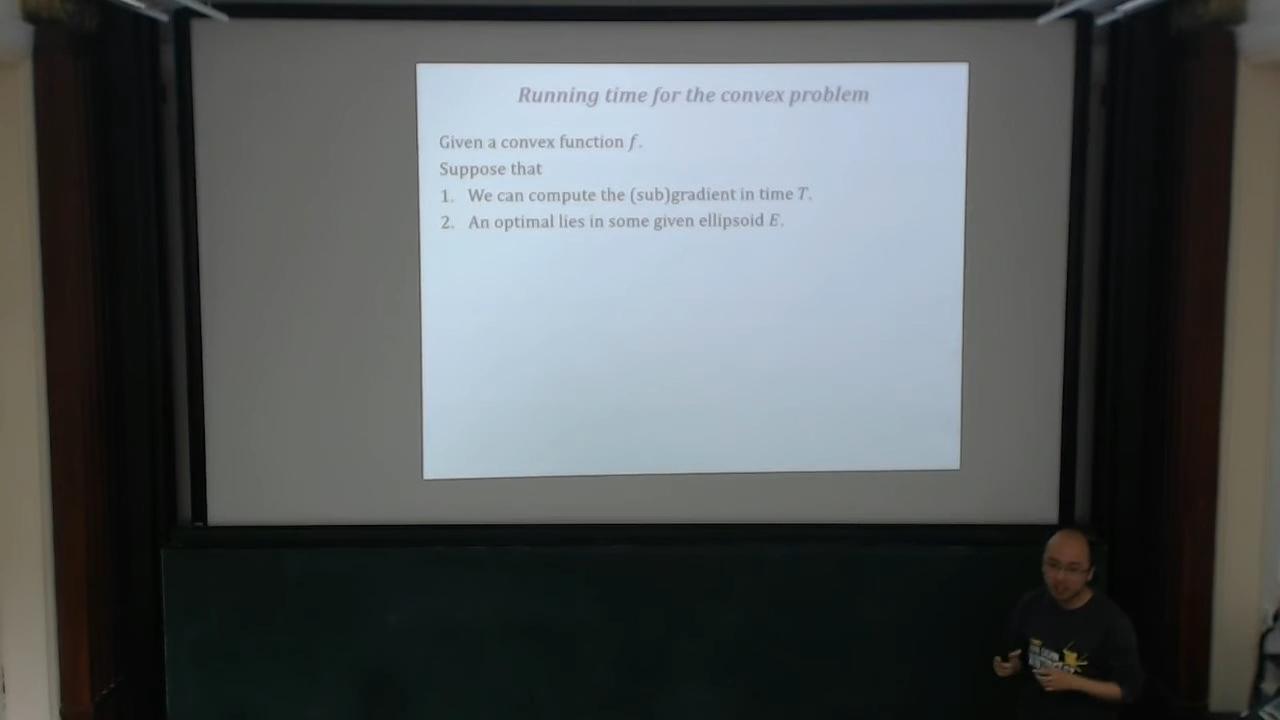 Running time for the convex problem
Given a convex function f.
Suppose that
1. We can compute the (sub)gradient in time T.
2. An optimal lies in some given ellipsoid E.